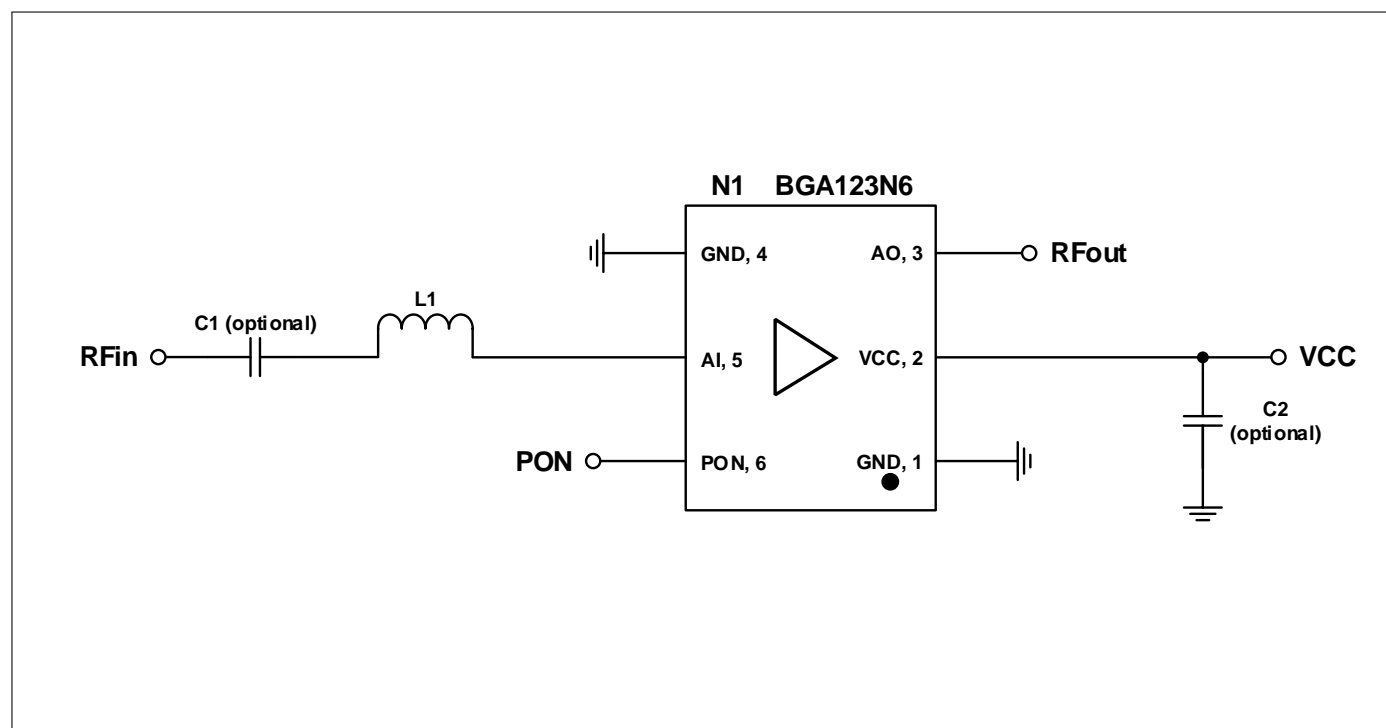 N1 BGA123N6
GND, 4
AO, 3
RFout
L1
C1 (optional)
RFin
AI, 5
VCC, 2
VCC
C2
(optional)
PON
PON, 6
GND, 1